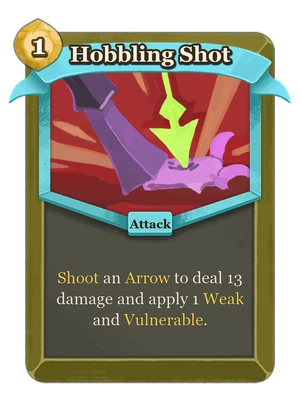 1
Hobbling Shot
Attack
Shoot an Arrow to deal 13
damage and apply 1 Weak
and Vulnerable.